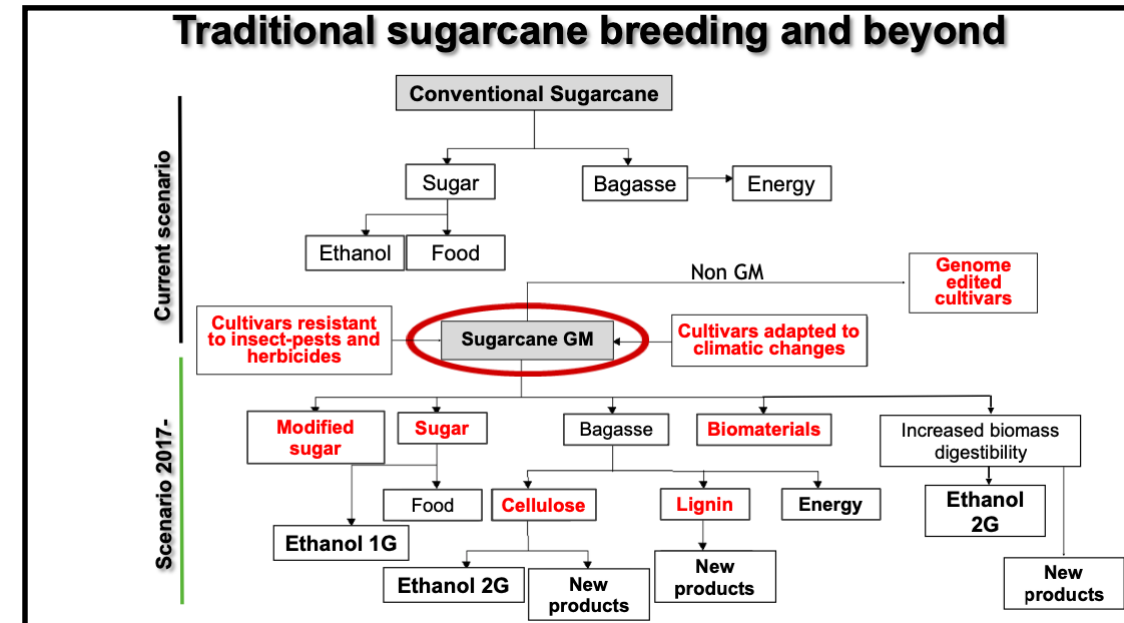 Traditional sugarcane breeding and beyond
Current scenario
Conventional Sugarcane
Sugar
Bagasse
Energy
Ethanol
Food
Non GM
Genome
edited
cultivars
Cultivars resistant
to insect-pests and
herbicides
Sugarcane GM
Cultivars adapted to
climatic changes
Scenario 2017-
Modified
sugar
Sugar
Bagasse
Biomaterials
Increased biomass
digestibility
Food
Cellulose
Lignin
Energy
Ethanol
2G
Ethanol 1G
Ethanol 2G
New
products
New
products
New
products